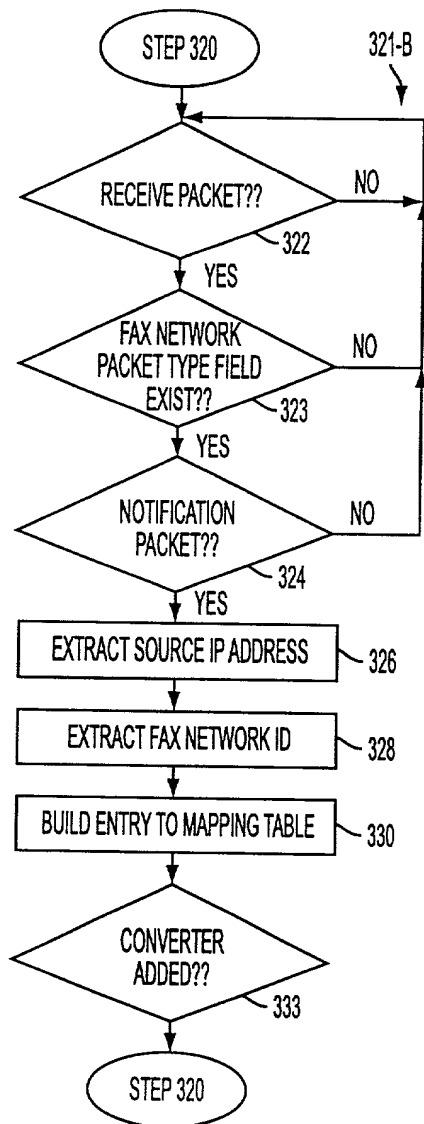 STEP 320
321-B
RECEIVE PACKET??
NO
322
YES
FAX NETWORK
PACKET TYPE FIELD
EXIST??
NO
323
YES
NOTIFICATION
PACKET??
NO
324
YES
EXTRACT SOURCE IP ADDRESS
326
EXTRACT FAX NETWORK ID
328
BUILD ENTRY TO MAPPING TABLE
330
CONVERTER
ADDED??
333
STEP 320